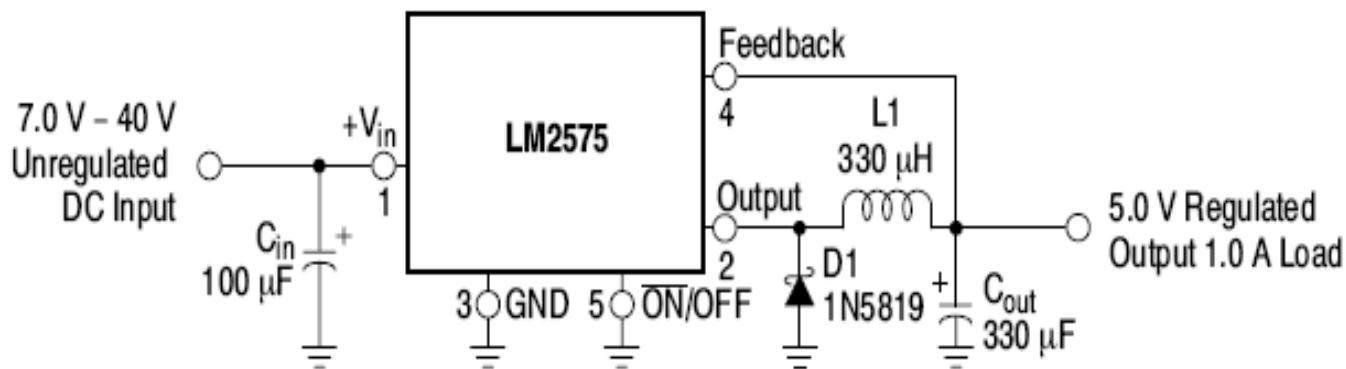 7.0 V – 40 V
Unregulated
DC Input
+Vin
1
Cin
+
100 µF
LM2575
3
GND
5
ON/OFF
Feedback
4
Output
2
L1
330 µH
D1
1N5819
+
Cout
330 µF
5.0 V Regulated
Output 1.0 A Load